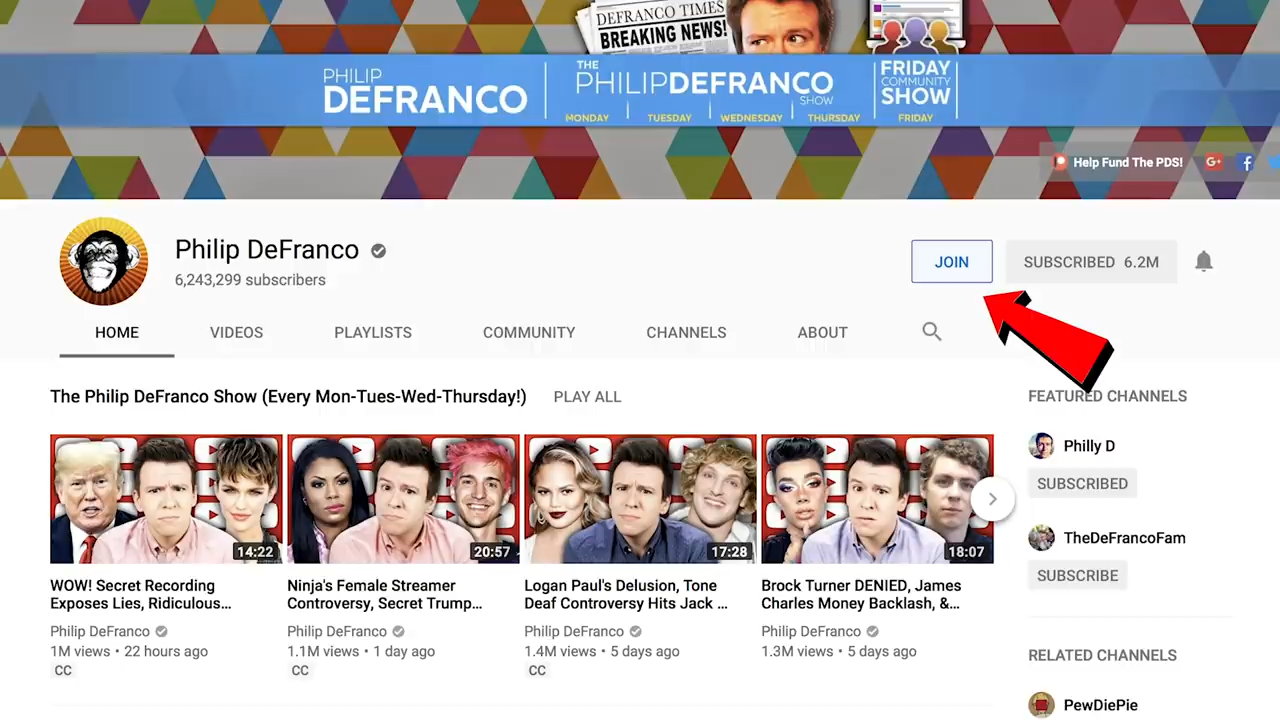 DEFRANCO TIMES
BREAKING NEWS!
PHILIP
DEFRANCO
THE
PHILIPDEFRANCO
SHOW
MONDAY
TUESDAY
WEDNESDAY
THURSDAY
FRIDAY
COMMUNITY
SHOW
FRIDAY
Help Fund The PDS!
G+
f
Philip DeFranco
6,243,299 subscribers
JOIN
SUBSCRIBED 6.2M
HOME
VIDEOS
PLAYLISTS
COMMUNITY
CHANNELS
ABOUT
The Philip DeFranco Show (Every Mon-Tues-Wed-Thursday!)
PLAY ALL
14:22
WOW! Secret Recording
Exposes Lies, Ridiculous...
Philip DeFranco
1M views • 22 hours ago
CC
20:57
Ninja's Female Streamer
Controversy, Secret Trump...
Philip DeFranco
1.1M views • 1 day ago
CC
17:28
Logan Paul's Delusion, Tone
Deaf Controversy Hits Jack ...
Philip DeFranco
1.4M views • 5 days ago
CC
18:07
Brock Turner DENIED, James
Charles Money Backlash, &...
Philip DeFranco
1.3M views • 5 days ago
FEATURED CHANNELS
Philly D
SUBSCRIBED
TheDeFrancoFam
SUBSCRIBE
RELATED CHANNELS
PewDiePie